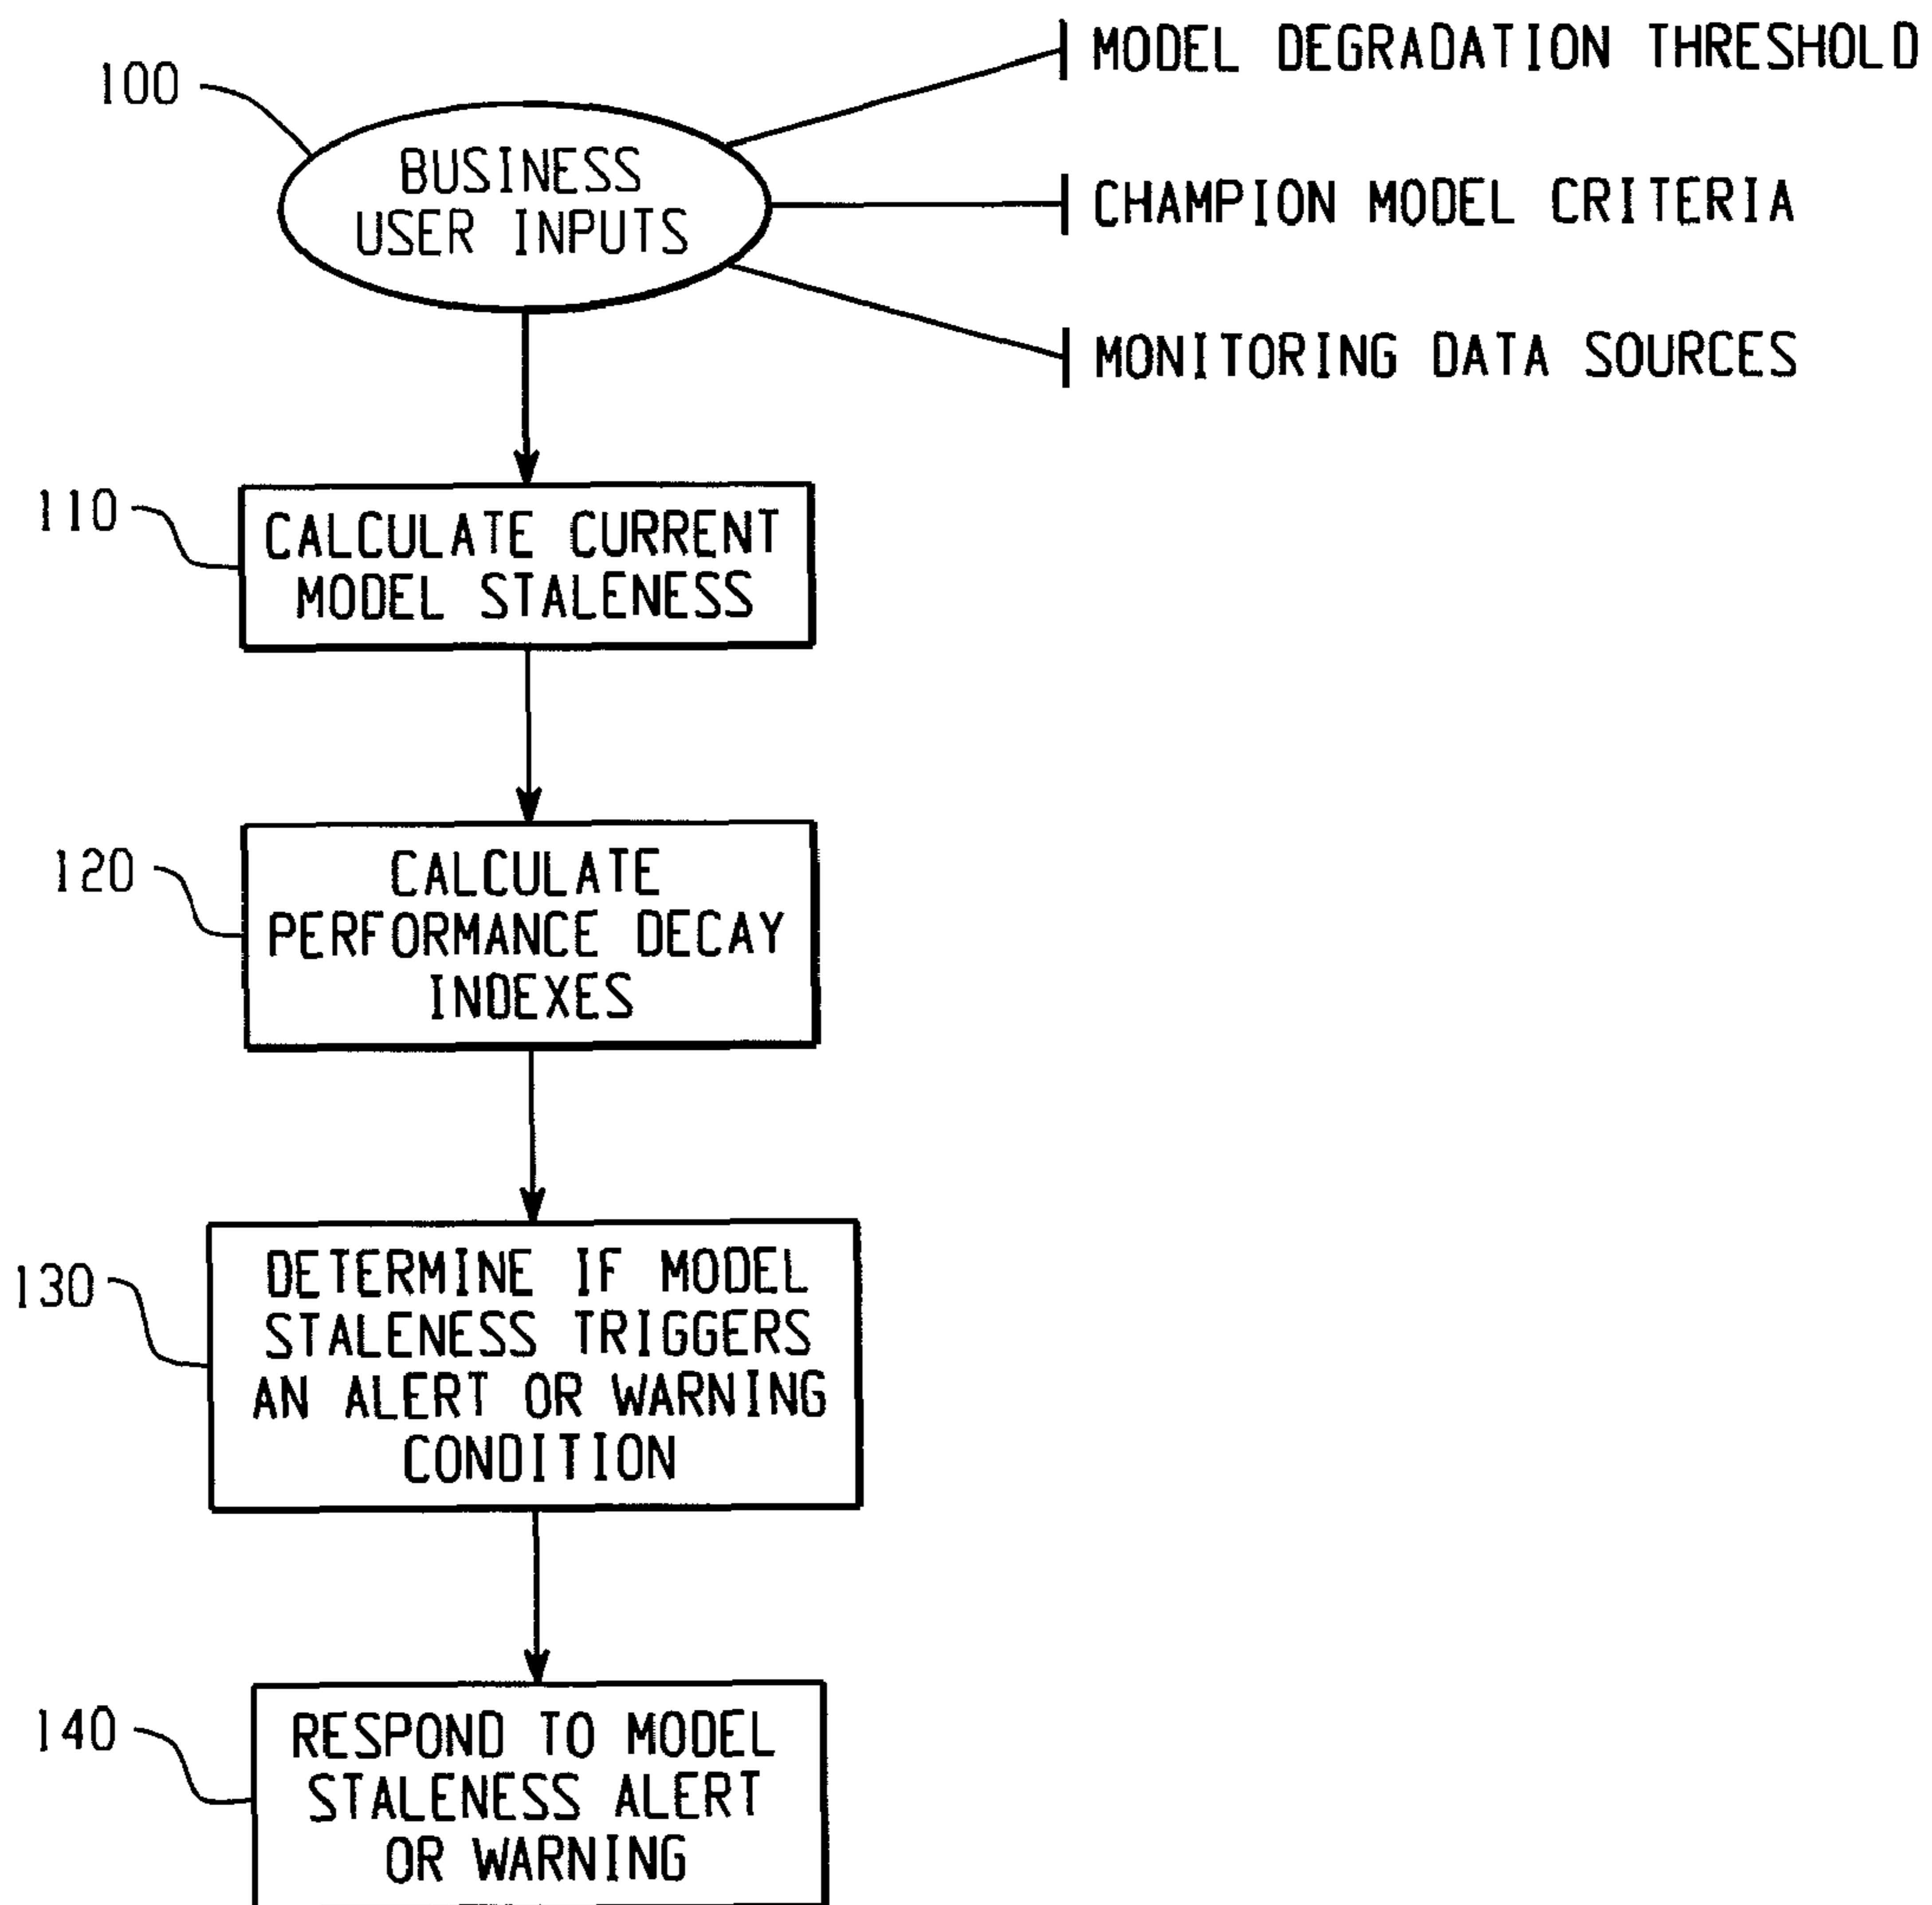 MODEL DEGRADATION THRESHOLD
100
BUSINESS
USER INPUTS
CHAMPION MODEL CRITERIA
MONITORING DATA SOURCES
110
CALCULATE CURRENT
MODEL STALENESS
120
CALCULATE
PERFORMANCE DECAY
INDEXES
130
DETERMINE IF MODEL
STALENESS TRIGGERS
AN ALERT OR WARNING
CONDITION
140
RESPOND TO MODEL
STALENESS ALERT
OR WARNING